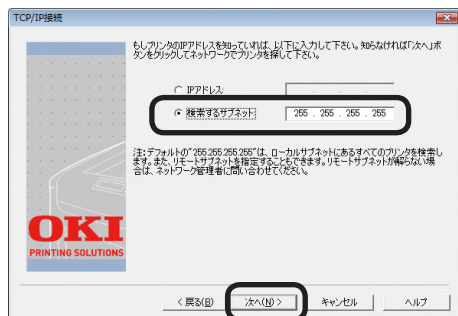 TCP/IP接続
もしプリンタのIPアドレスを知っていれば、以下に入力して下さい。知らなければ「次へ」ボ
タンをクリックしてネットワークでプリンタを探して下さい。
IPアドレス
検索するサブネット 255 . 255 . 255 . 255
注:デフォルトの"255.255.255.255"は、ローカルサブネットにあるすべてのプリンタを検索し
ます。また、リモートサブネットを指定することもできます。リモートサブネットが解らない場
合は、ネットワーク管理者に問い合わせてください。
OKI
PRINTING SOLUTIONS
< 戻る(B) 次へ(N) > キャンセル ヘルプ